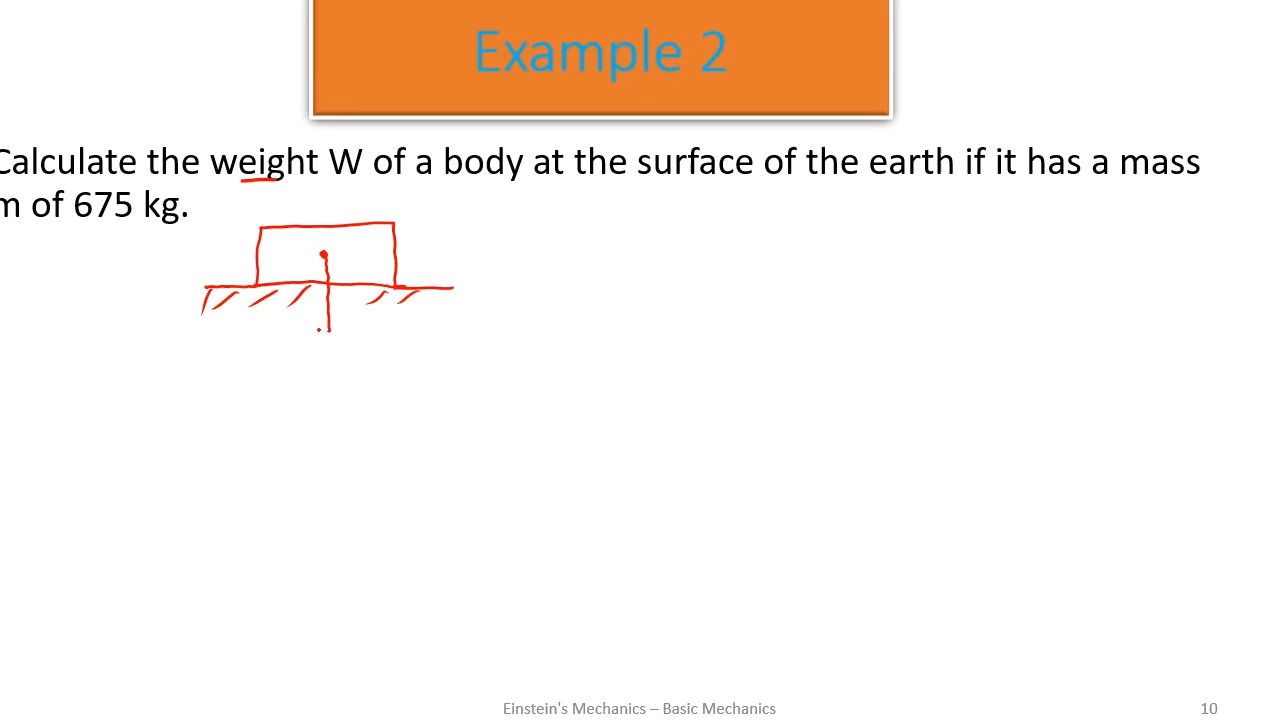 Example 2
Calculate the weight W of a body at the surface of the earth if it has a mass
m of 675 kg.
Einstein's Mechanics – Basic Mechanics
10